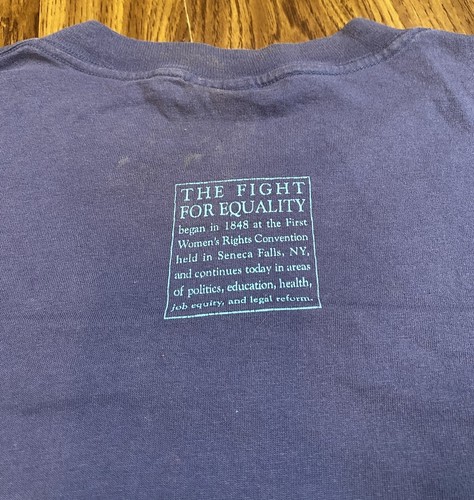 THE FIGHT
FOR EQUALITY
began in 1848 at the First
Women's Rights Convention
held in Seneca Falls, NY,
and continues today in areas
of politics, education, health,
job equity, and legal reform.